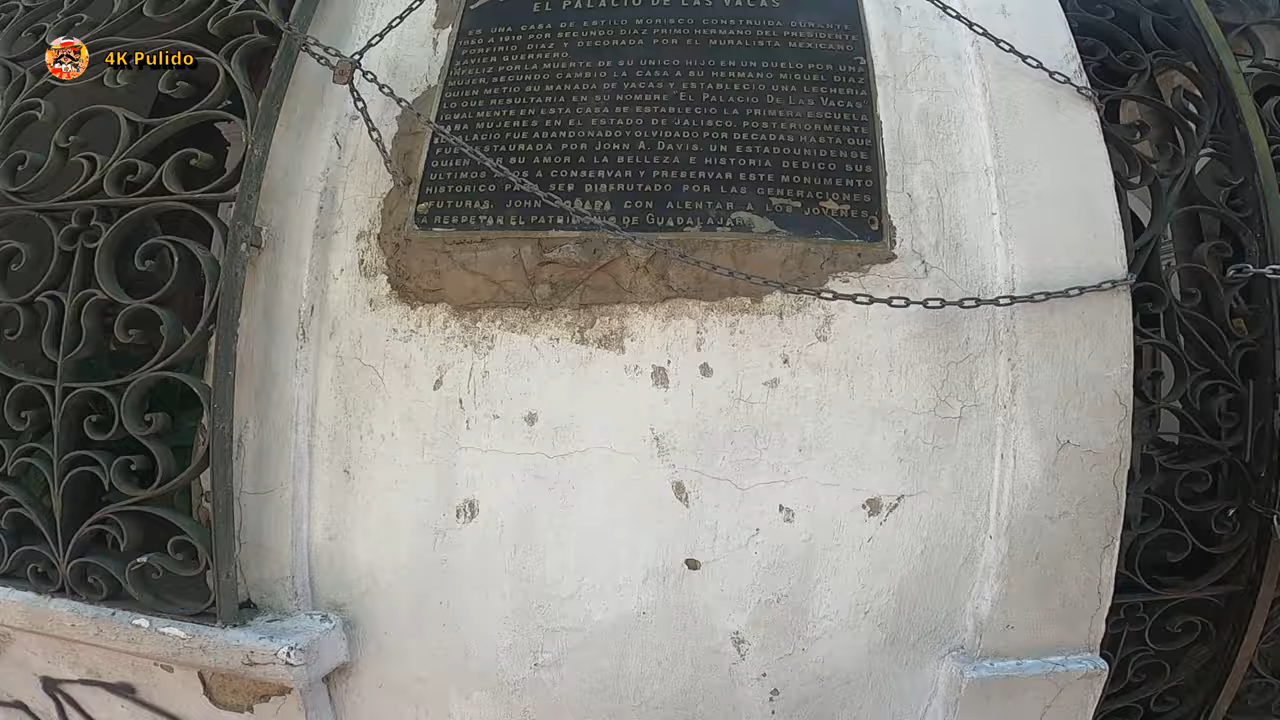 4K Pulido
EL PALACIO DE LAS VACAS
ES UNA CASA DE ESTILO MORISCO CONSTRUIDA DURANTE
1850 A 1910 POR SECUNDO DIAZ PRIMO HERMANO DEL PRESIDENTE
PORFIRIO DIAZ Y DECORADA POR EL MURALISTA MEXICANO
XAVIER GUERRERO
INFELIZ POR LA MUERTE DE SU UNICO HIJO EN UN DUELO POR UNA
MUJER, SECUNDO CAMBIO LA CASA A SU HERMANO MIGUEL DIAZ
QUIEN METIO SU MANADA DE VACAS Y ESTABLECIO UNA LECHERIA
LO QUE RESULTARIA EN SU NOMBRE "EL PALACIO DE LAS VACAS"
IGUALMENTE EN ESTA CASA SE ESTABLECIO LA PRIMERA ESCUELA
PARA MUJERES EN EL ESTADO DE JALISCO. POSTERIORMENTE
EL PALACIO FUE ABANDONADO Y OLVIDADO POR DECADAS HASTA QUE
FUE RESTAURADA POR JOHN A. DAVIS. UN ESTADOUNIDENSE
QUIEN POR SU AMOR A LA BELLEZA E HISTORIA DEDICO SUS
ULTIMOS AÑOS A CONSERVAR Y PRESERVAR ESTE MONUMENTO
HISTORICO PARA SER DISFRUTADO POR LAS GENERACIONES
FUTURAS. JOHN SOÑABA CON ALENTAR A LOS JOVENES
A RESPETAR EL PATRIMONIO DE GUADALAJARA